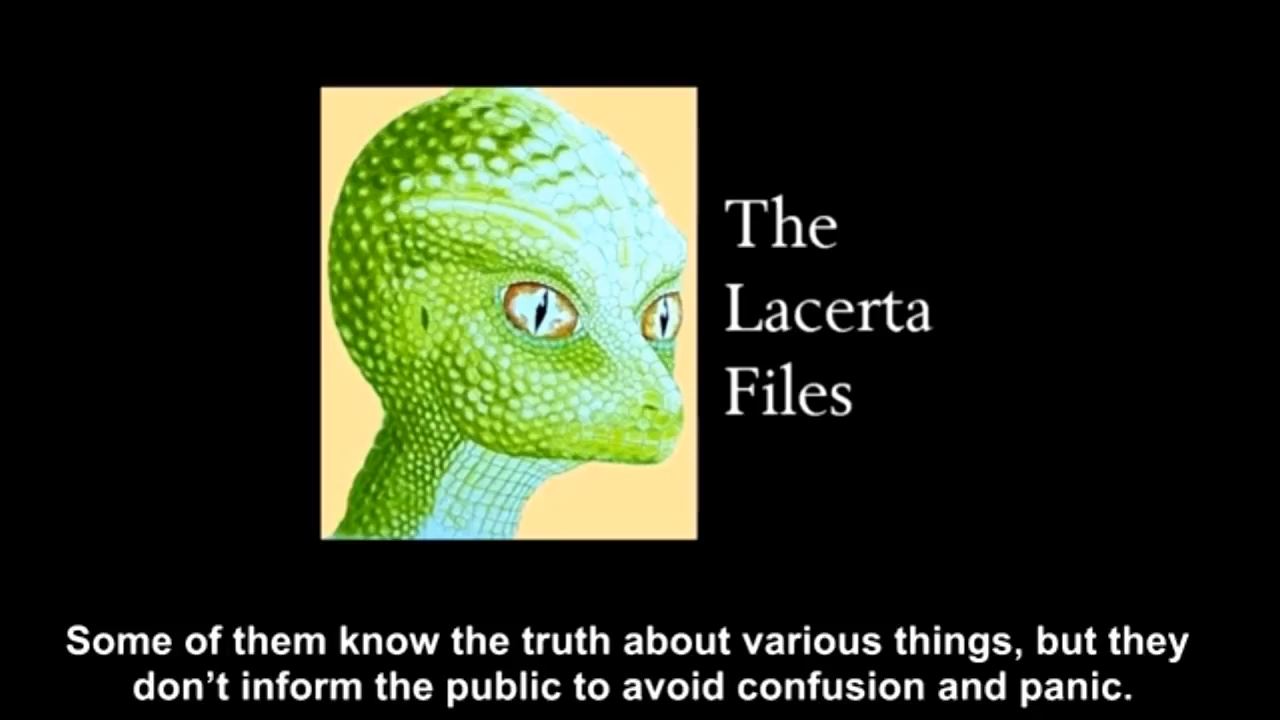 The
Lacerta
Files
Some of them know the truth about various things, but they
don’t inform the public to avoid confusion and panic.